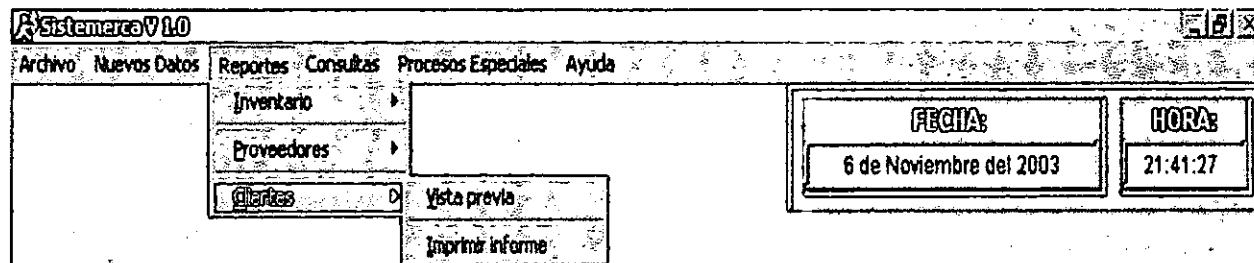 Sistemerca V 1.0
Archivo Nuevos Datos Reportes Consultas Procesos Especiales Ayuda
Inventario
Proveedores
Clientes
Vista previa
Imprimir informe
FECHA: HORA:
6 de Noviembre del 2003 21:41:27